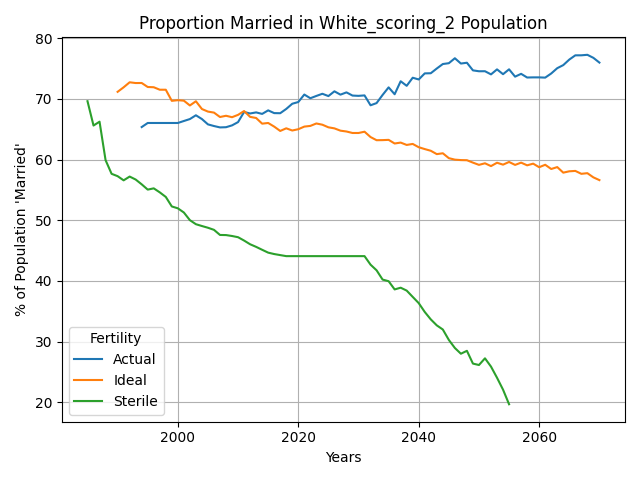 Proportion Married in White_scoring_2 Population
% of Population 'Married'
80
70
60
50
40
30
20
Fertility
Actual
Ideal
Sterile
2000 2020 2040 2060
Years